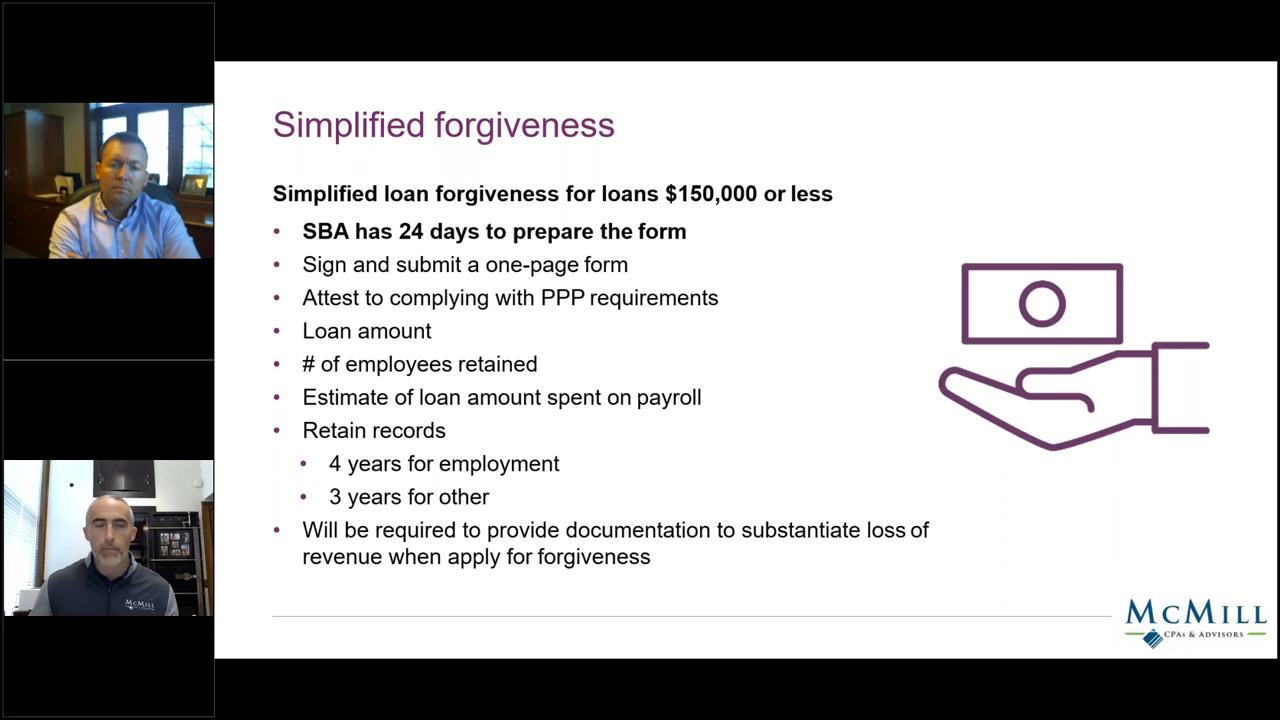 Simplified forgiveness
Simplified loan forgiveness for loans $150,000 or less
• SBA has 24 days to prepare the form
• Sign and submit a one-page form
• Attest to complying with PPP requirements
• Loan amount
• # of employees retained
• Estimate of loan amount spent on payroll
• Retain records
• 4 years for employment
• 3 years for other
• Will be required to provide documentation to substantiate loss of
revenue when apply for forgiveness
MCMILL
CPAS & ADVISORS
MCMILL